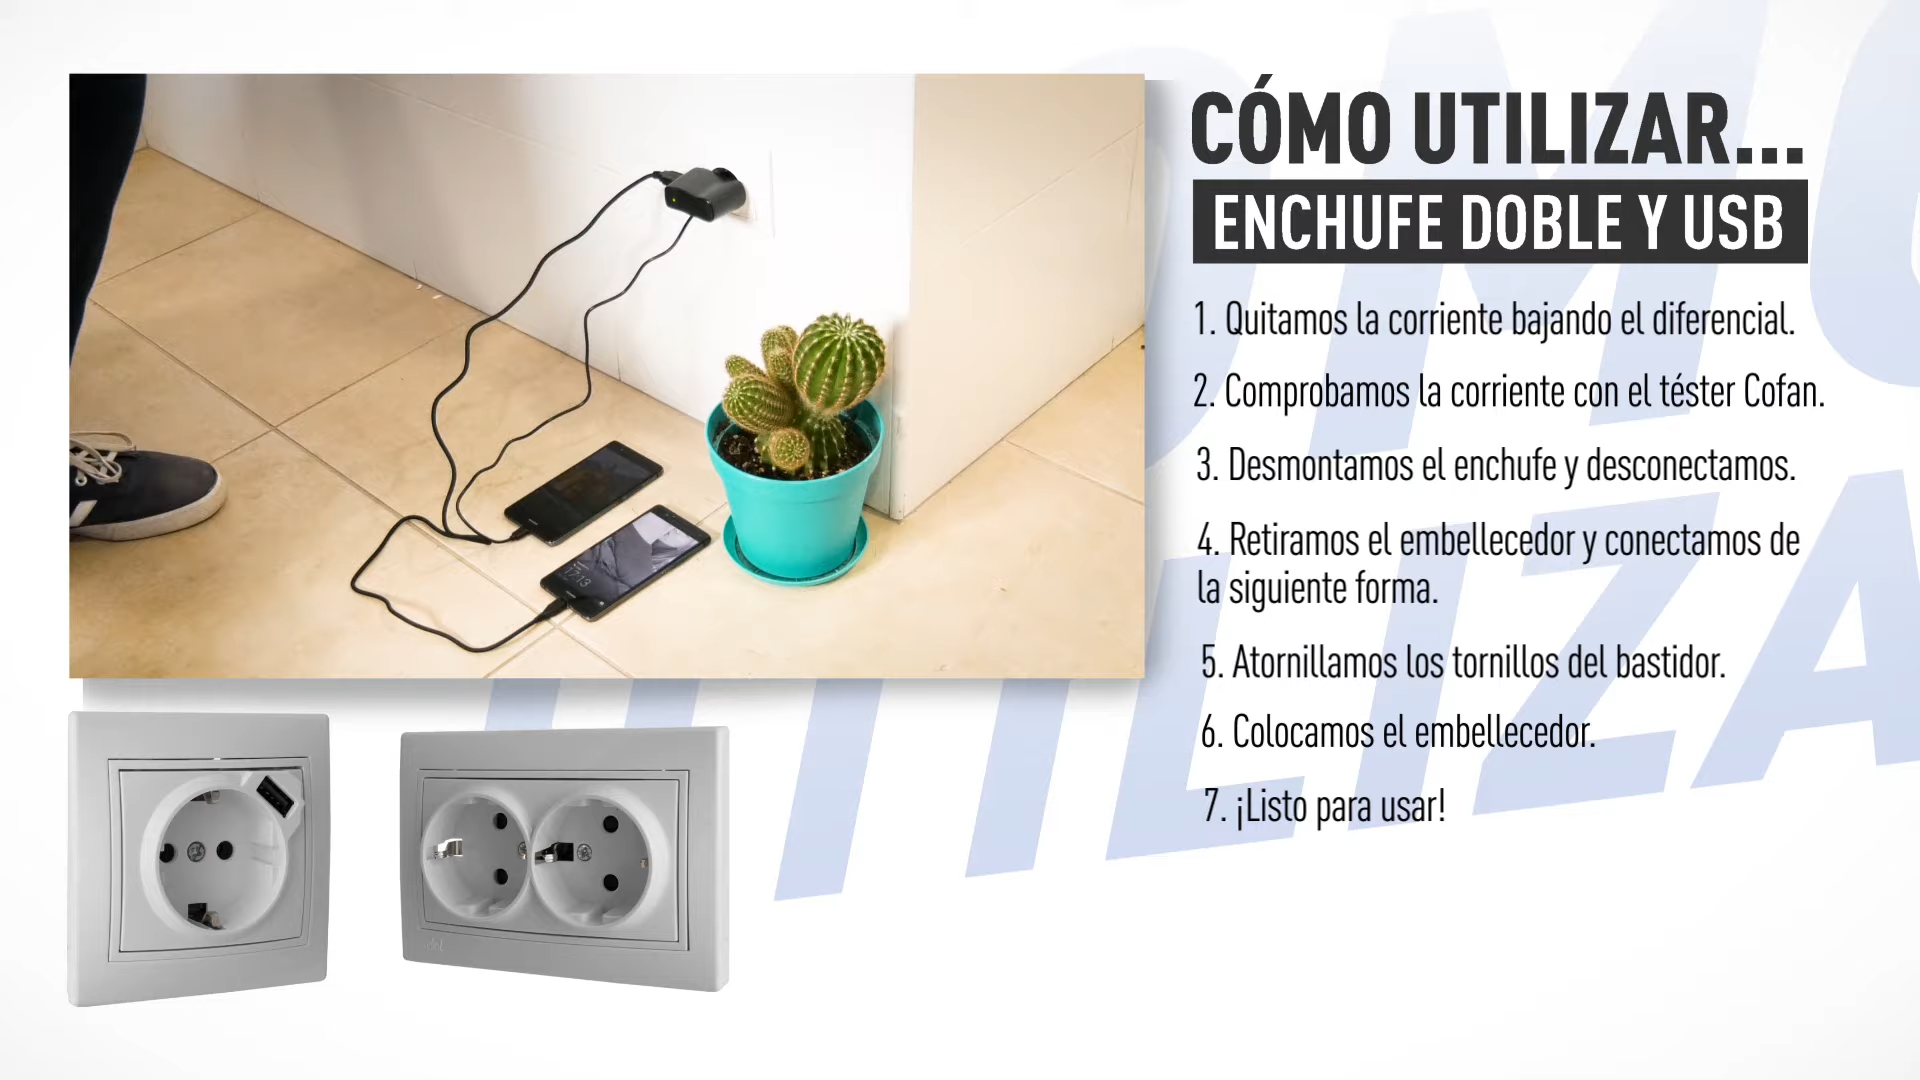 CÓMO UTILIZAR...
ENCHUFE DOBLE Y USB
1. Quitamos la corriente bajando el diferencial.
2. Comprobamos la corriente con el téster Cofan.
3. Desmontamos el enchufe y desconectamos.
4. Retiramos el embellecedor y conectamos de
la siguiente forma.
5. Atornillamos los tornillos del bastidor.
6. Colocamos el embellecedor.
7. ¡Listo para usar!
17:13